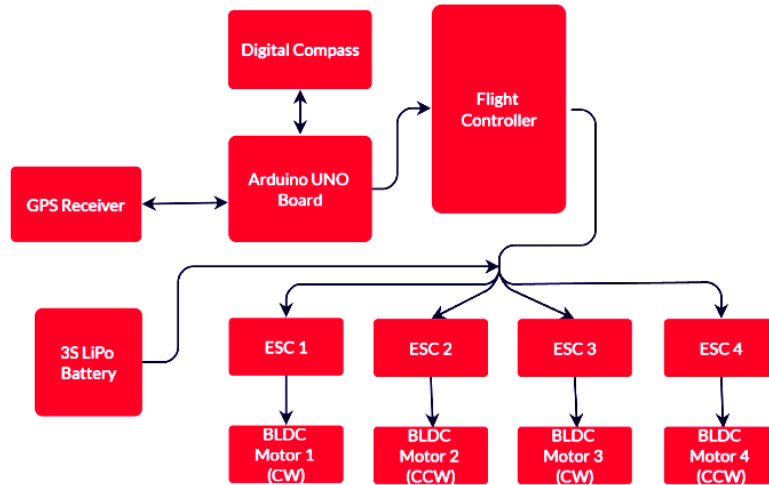 Digital Compass
Flight
Controller
Arduino UNO
Board
GPS Receiver
3S LiPo
Battery
ESC 1
ESC 2
ESC 3
ESC 4
BLDC
Motor 1
(CW)
BLDC
Motor 2
(CCW)
BLDC
Motor 3
(CW)
BLDC
Motor 4
(CCW)